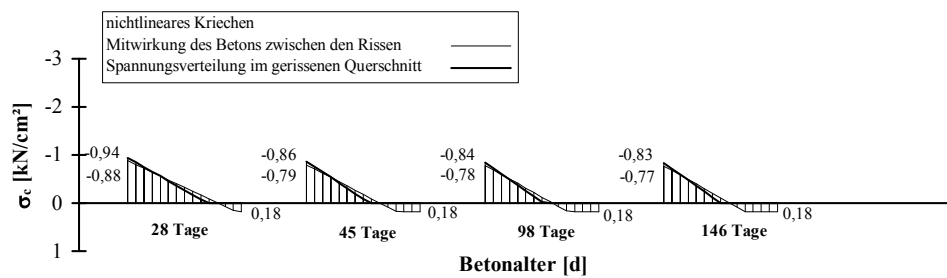 nichtlineares Kriechen
Mitwirkung des Betons zwischen den Rissen
Spannungsverteilung im gerissenen Querschnitt
-3
-2
-1
0
1
σc [kN/cm²]
-0,94
-0,88
0,18
28 Tage
-0,86
-0,79
0,18
45 Tage
-0,84
-0,78
0,18
98 Tage
-0,83
-0,77
0,18
146 Tage
Betonalter [d]